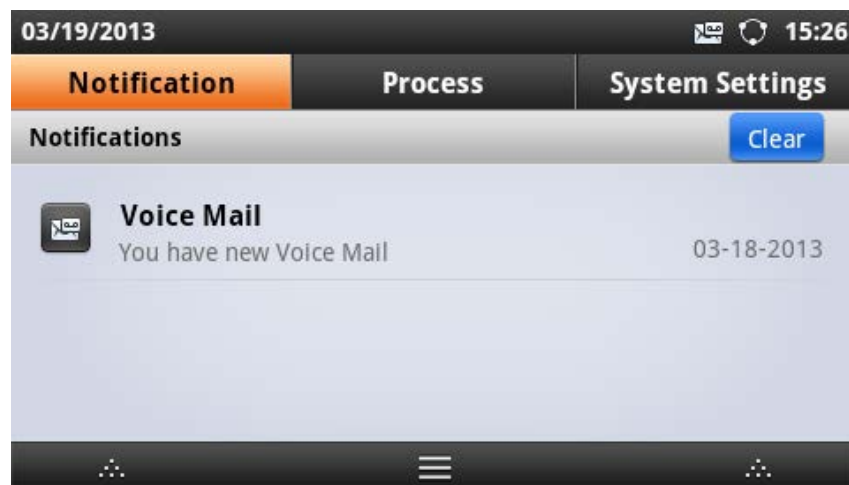 03/19/2013 15:26
Notification Process System Settings
Notifications Clear
Voice Mail
You have new Voice Mail 03-18-2013